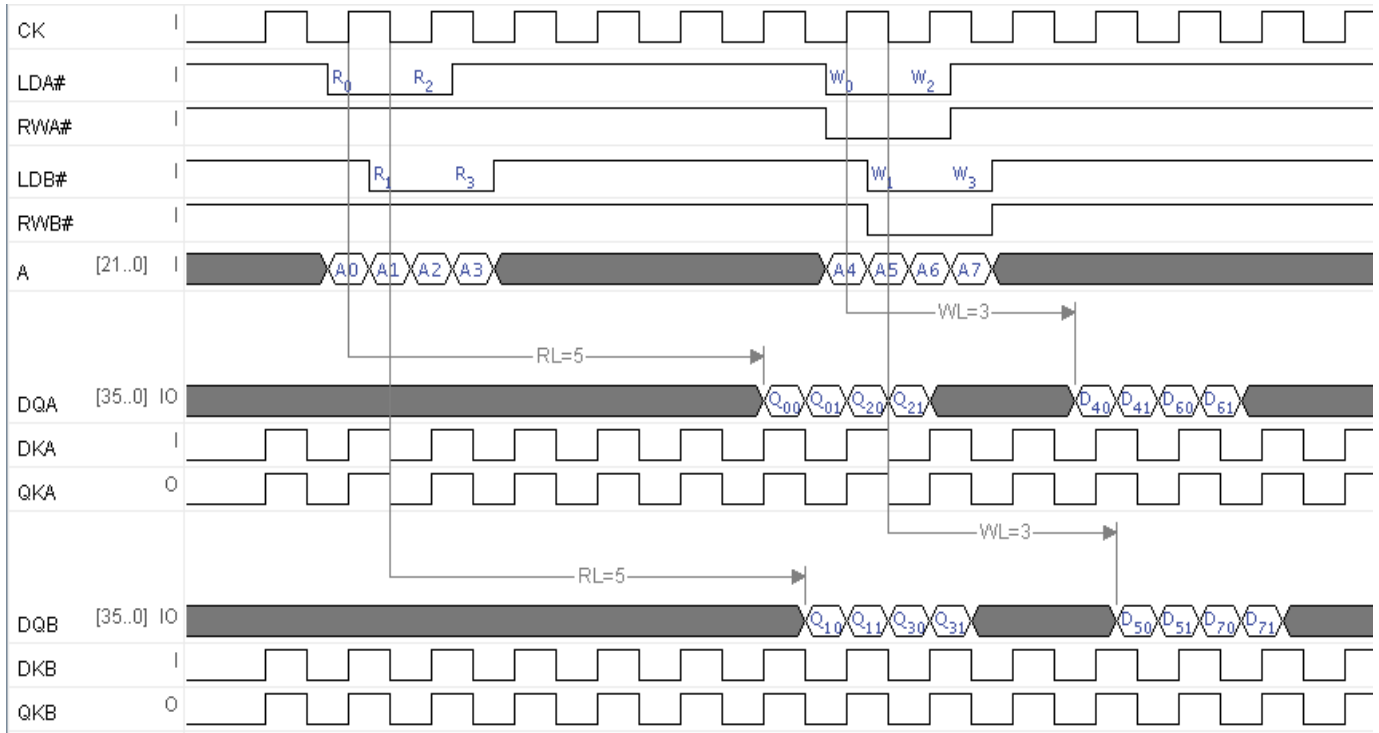 CK I
LDA# I R0 R2 W0 W2
RWA# I
LDB# I R1 R3 W1 W3
RWB# I
A [21..0] I A0 A1 A2 A3 A4 A5 A6 A7
WL=3
RL=5
DQA [35..0] IO Q00 Q01 Q20 Q21 D40 D41 D60 D61
DKA I
QKA O
WL=3
RL=5
DQB [35..0] IO Q10 Q11 Q30 Q31 D50 D51 D70 D71
DKB I
QKB O